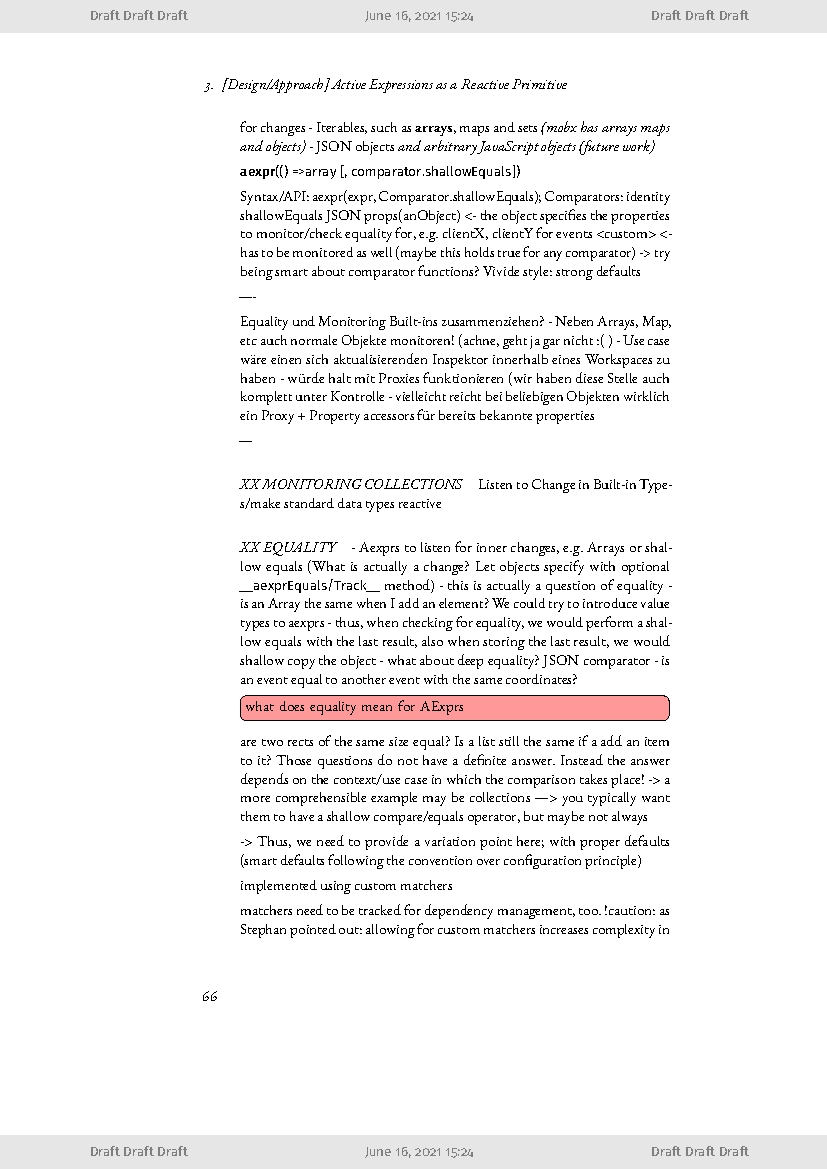 Draft Draft Draft June 16, 2021 15:24 Draft Draft Draft
3. [Design/Approach] Active Expressions as a Reactive Primitive
for changes - Iterables, such as arrays, maps and sets (mobx has arrays maps
and objects) - JSON objects and arbitrary JavaScript objects (future work)
aexpr(() =>array [, comparator.shallowEquals])
Syntax/API: aexpr(expr, Comparator.shallowEquals); Comparators: identity
shallowEquals JSON props(anObject) <- the object specifies the properties
to monitor/check equality for, e.g. clientX, clientY for events <custom> <-
has to be monitored as well (maybe this holds true for any comparator) -> try
being smart about comparator functions? Vivide style: strong defaults
—-
Equality und Monitoring Built-ins zusammenziehen? - Neben Arrays, Map,
etc auch normale Objekte monitoren! (achne, geht ja gar nicht :( ) - Use case
wäre einen sich aktualisierenden Inspektor innerhalb eines Workspaces zu
haben - würde halt mit Proxies funktionieren (wir haben diese Stelle auch
komplett unter Kontrolle - vielleicht reicht bei beliebigen Objekten wirklich
ein Proxy + Property accessors für bereits bekannte properties
—
XX MONITORING COLLECTIONS Listen to Change in Built-in Type-
s/make standard data types reactive
XX EQUALITY - Aexprs to listen for inner changes, e.g. Arrays or shal-
low equals (What is actually a change? Let objects specify with optional
__aexprEquals/Track__ method) - this is actually a question of equality -
is an Array the same when I add an element? We could try to introduce value
types to aexprs - thus, when checking for equality, we would perform a shal-
low equals with the last result, also when storing the last result, we would
shallow copy the object - what about deep equality? JSON comparator - is
an event equal to another event with the same coordinates?
what does equality mean for AExprs
are two rects of the same size equal? Is a list still the same if a add an item
to it? Those questions do not have a definite answer. Instead the answer
depends on the context/use case in which the comparison takes place! -> a
more comprehensible example may be collections —> you typically want
them to have a shallow compare/equals operator, but maybe not always
-> Thus, we need to provide a variation point here; with proper defaults
(smart defaults following the convention over configuration principle)
implemented using custom matchers
matchers need to be tracked for dependency management, too. !caution: as
Stephan pointed out: allowing for custom matchers increases complexity in
66
Draft Draft Draft June 16, 2021 15:24 Draft Draft Draft